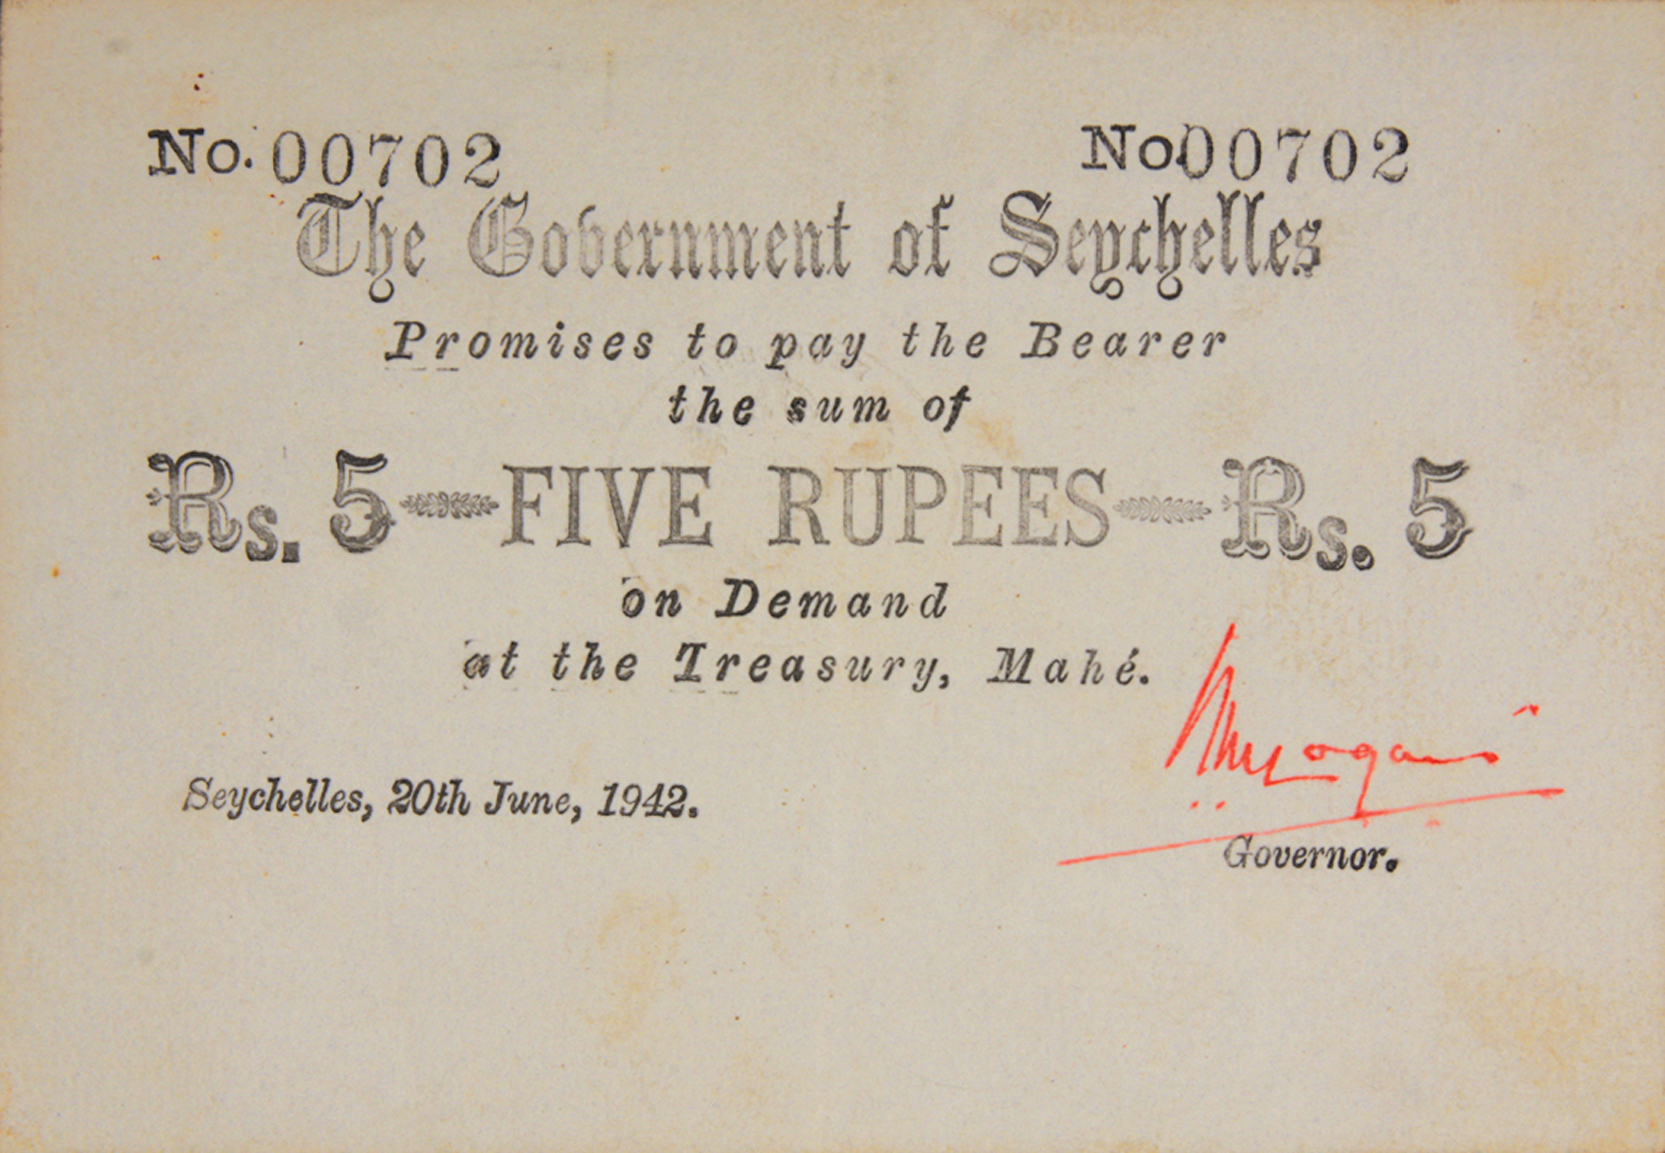 No. 00702 No. 00702
The Government of Seychelles
Promises to pay the Bearer
the sum of
Rs. 5 FIVE RUPEES Rs. 5
on Demand
at the Treasury, Mahé.
Seychelles, 20th June, 1942.
Governor.